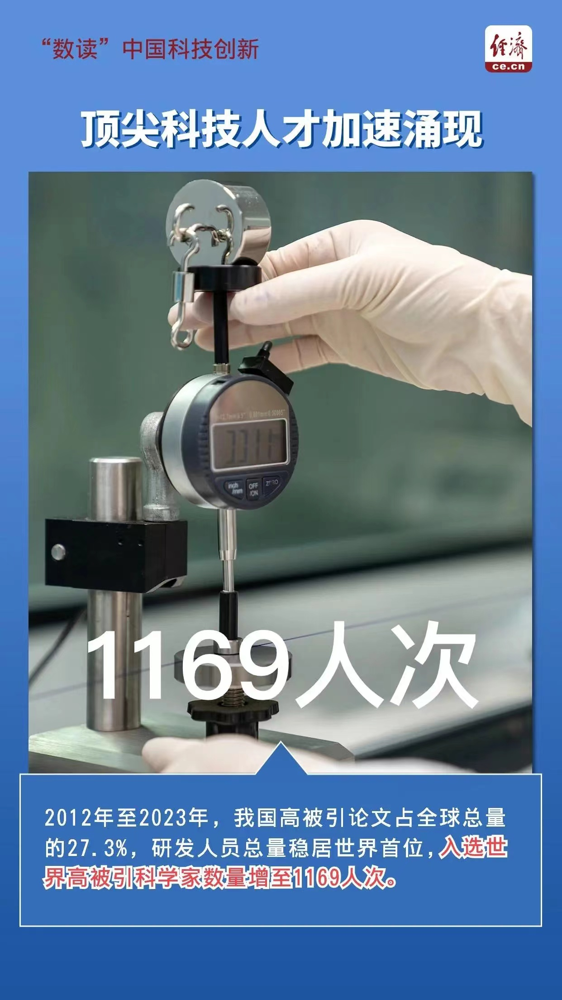 “数读”中国科技创新
经济
ce.cn
顶尖科技人才加速涌现
inch
/mm
OFF
/ON
ZERO
1169人次
2012年至2023年，我国高被引论文占全球总量
的27.3%，研发人员总量稳居世界首位，入选世
界高被引科学家数量增至1169人次。